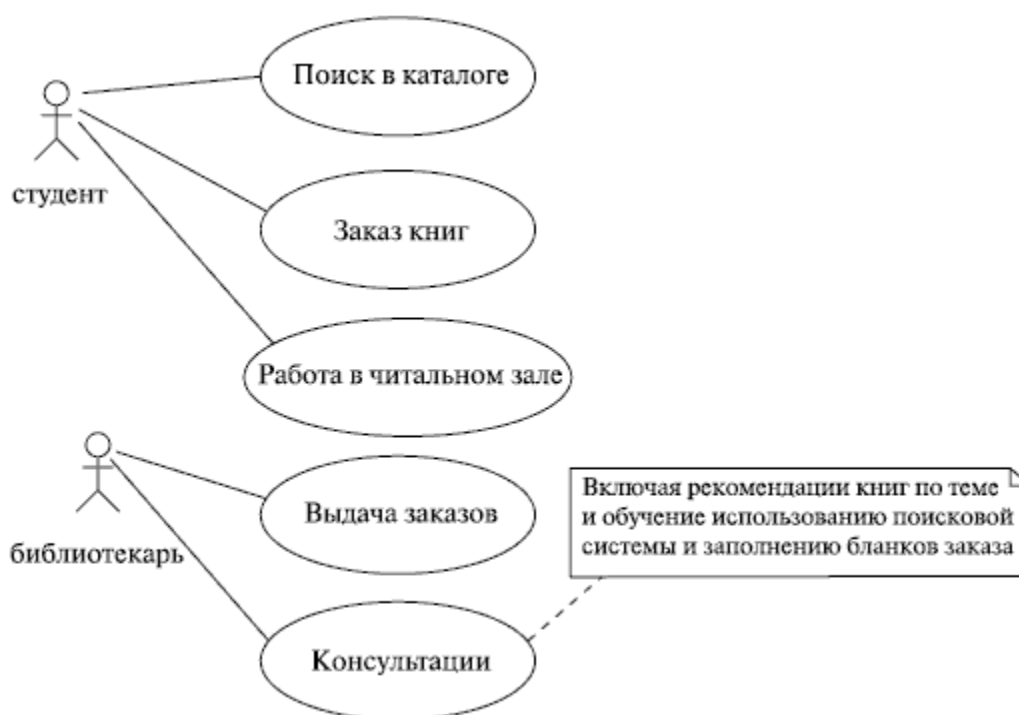 Поиск в каталоге
студент
Заказ книг
Работа в читальном зале
Выдача заказов
библиотекарь
Включая рекомендации книг по теме
и обучение использованию поисковой
системы и заполнению бланков заказа
Консультации